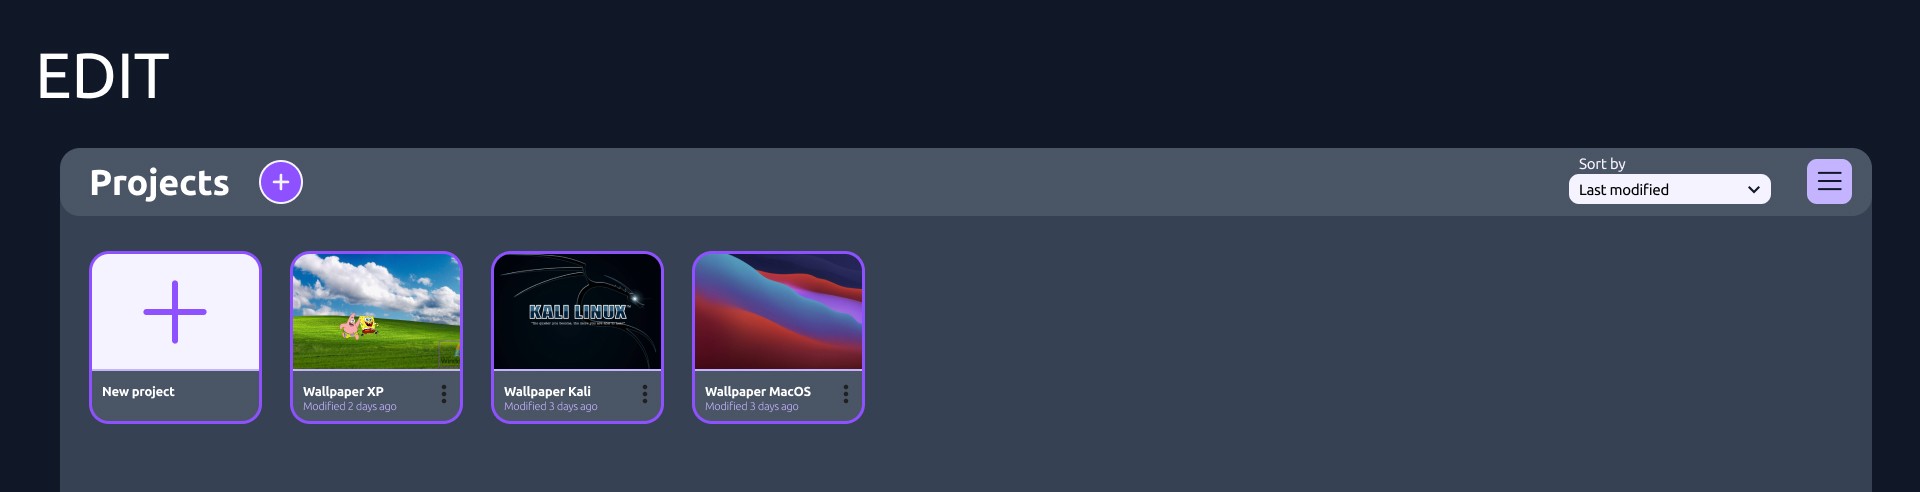 EDIT
Projects
Sort by
Last modified
KALI LINUX
New project
Wallpaper XP
Modified 2 days ago
Wallpaper Kali
Modified 3 days ago
Wallpaper MacOS
Modified 3 days ago